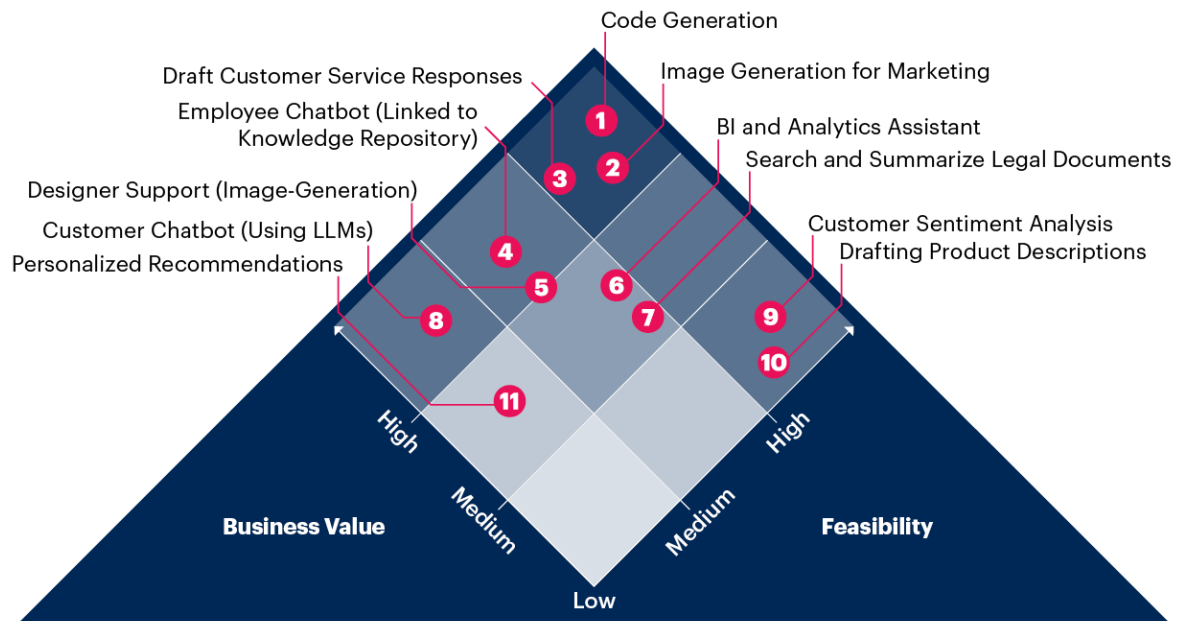 Code Generation
Draft Customer Service Responses
Image Generation for Marketing
Employee Chatbot (Linked to
Knowledge Repository)
BI and Analytics Assistant
Search and Summarize Legal Documents
Designer Support (Image-Generation)
Customer Chatbot (Using LLMs)
Personalized Recommendations
Customer Sentiment Analysis
Drafting Product Descriptions
1
2
3
4
5
6
7
8
9
10
11
High
High
Medium
Medium
Business Value
Feasibility
Low